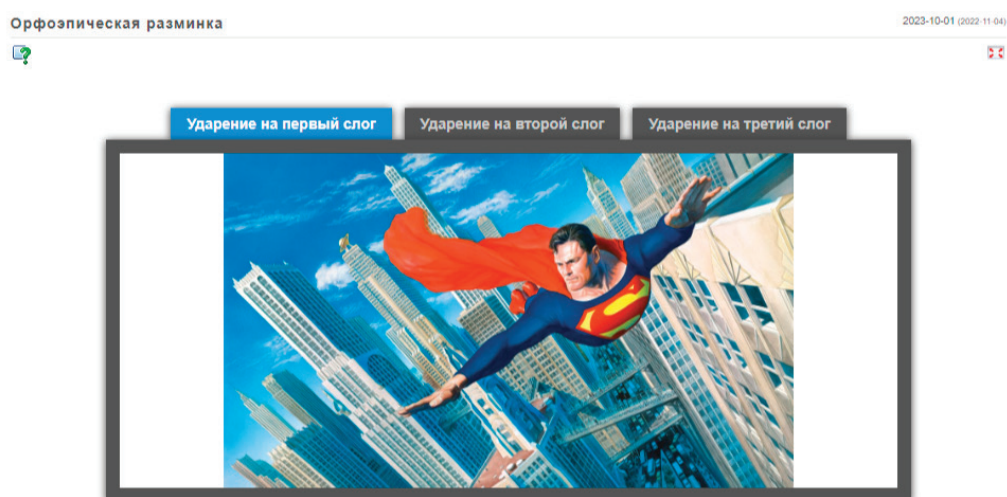 Орфоэпическая разминка
2023-10-01 (2022-11-04)
Ударение на первый слог
Ударение на второй слог
Ударение на третий слог